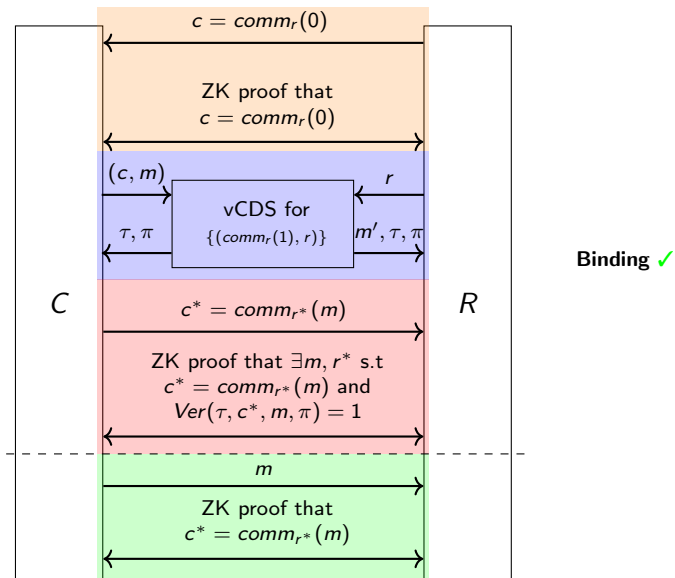 c = comm_r(0)
ZK proof that
c = comm_r(0)
(c, m)
r
vCDS for
{(comm_r(1), r)}
τ, π
m′, τ, π
Binding ✓
C
R
c* = comm_{r*}(m)
ZK proof that ∃m, r* s.t
c* = comm_{r*}(m) and
Ver(τ, c*, m, π) = 1
m
ZK proof that
c* = comm_{r*}(m)